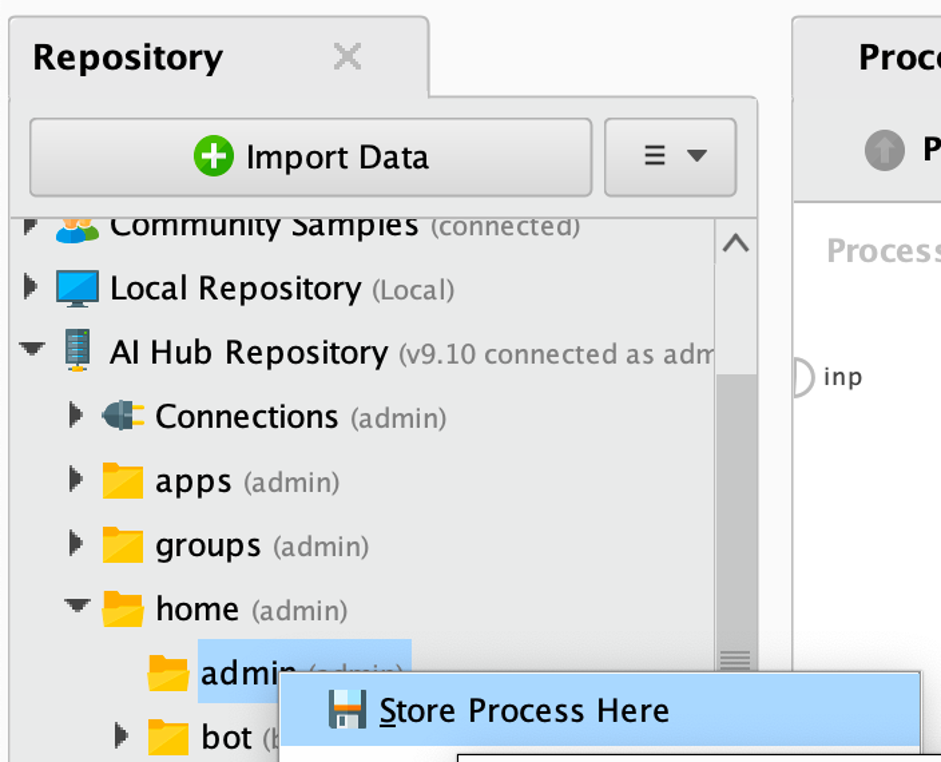 Repository
Import Data
Community Samples (connected)
Local Repository (Local)
AI Hub Repository (v9.10 connected as adm
Connections (admin)
apps (admin)
groups (admin)
home (admin)
admin (admin)
Store Process Here
bot
Proc
P
Process
inp